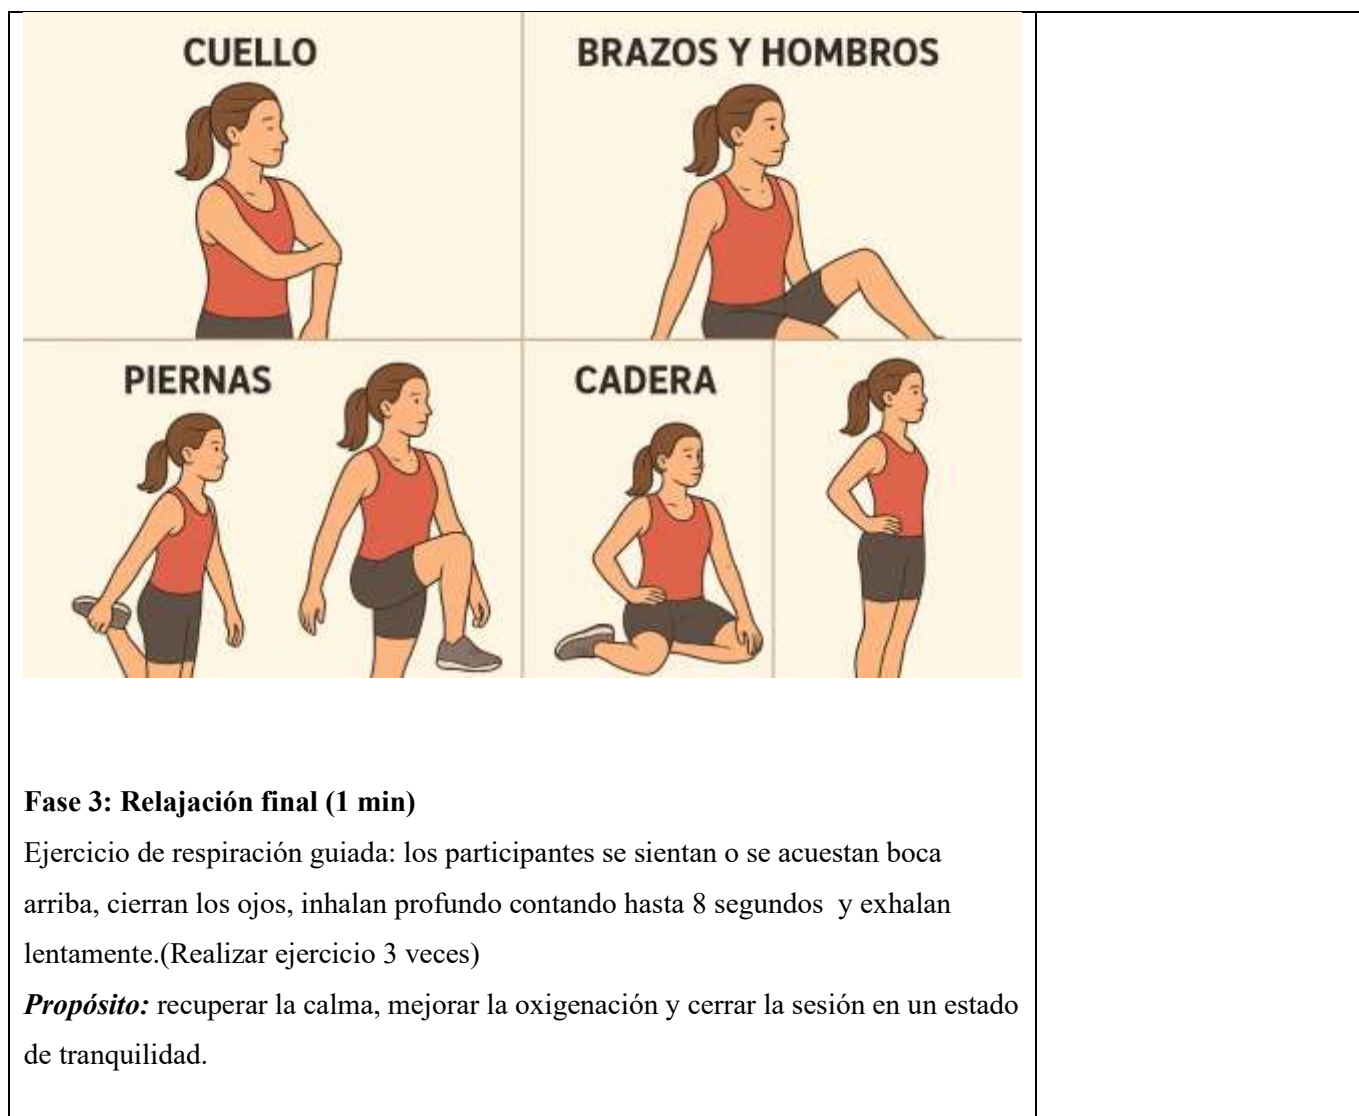 CUELLO
BRAZOS Y HOMBROS
PIERNAS
CADERA
Fase 3: Relajación final (1 min)
Ejercicio de respiración guiada: los participantes se sientan o se acuestan boca
arriba, cierran los ojos, inhalan profundo contando hasta 8 segundos  y exhalan
lentamente.(Realizar ejercicio 3 veces)
Propósito: recuperar la calma, mejorar la oxigenación y cerrar la sesión en un estado
de tranquilidad.